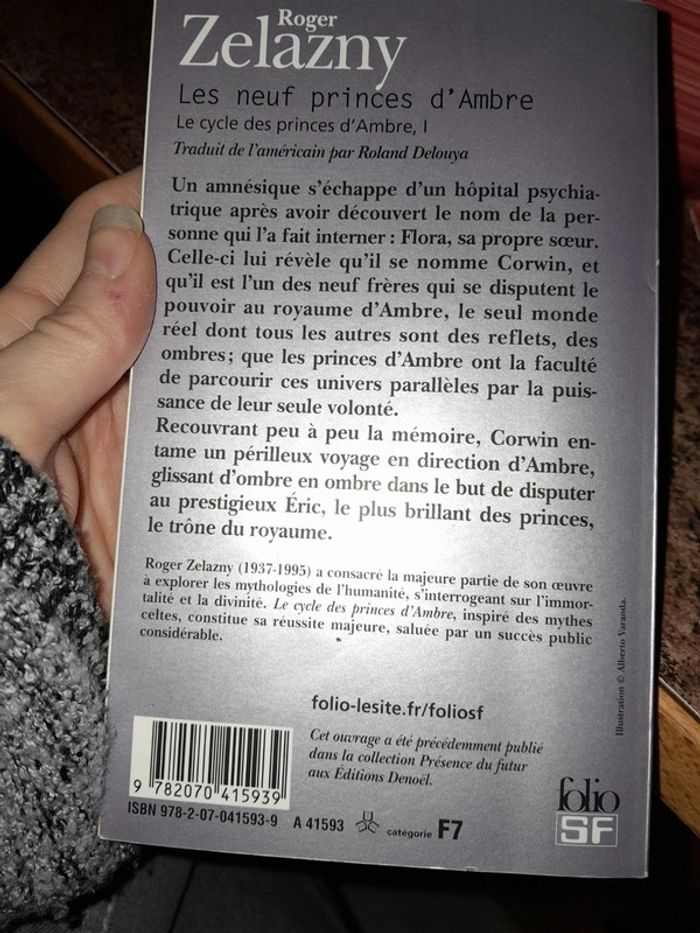 Roger
Zelazny
Les neuf princes d'Ambre
Le cycle des princes d'Ambre, I
Traduit de l'américain par Roland Delouya
Un amnésique s'échappe d'un hôpital psychia-
trique après avoir découvert le nom de la per-
sonne qui l'a fait interner : Flora, sa propre sœur.
Celle-ci lui révèle qu'il se nomme Corwin, et
qu'il est l'un des neuf frères qui se disputent le
pouvoir au royaume d'Ambre, le seul monde
réel dont tous les autres sont des reflets, des
ombres ; que les princes d'Ambre ont la faculté
de parcourir ces univers parallèles par la puis-
sance de leur seule volonté.
Recouvrant peu à peu la mémoire, Corwin en-
tame un périlleux voyage en direction d'Ambre,
glissant d'ombre en ombre dans le but de disputer
au prestigieux Éric, le plus brillant des princes,
le trône du royaume.
Roger Zelazny (1937-1995) a consacré la majeure partie de son œuvre
à explorer les mythologies de l'humanité, s'interrogeant sur l'immor-
talité et la divinité. Le cycle des princes d'Ambre, inspiré des mythes
celtes, constitue sa réussite majeure, saluée par un succès public
considérable.
Illustration © Alberto Varanda.
folio-lesite.fr/foliosf
Cet ouvrage a été précédemment publié
dans la collection Présence du futur
aux Éditions Denoël.
9 782070 415939
ISBN 978-2-07-041593-9 A 41593 catégorie F7
folio
SF